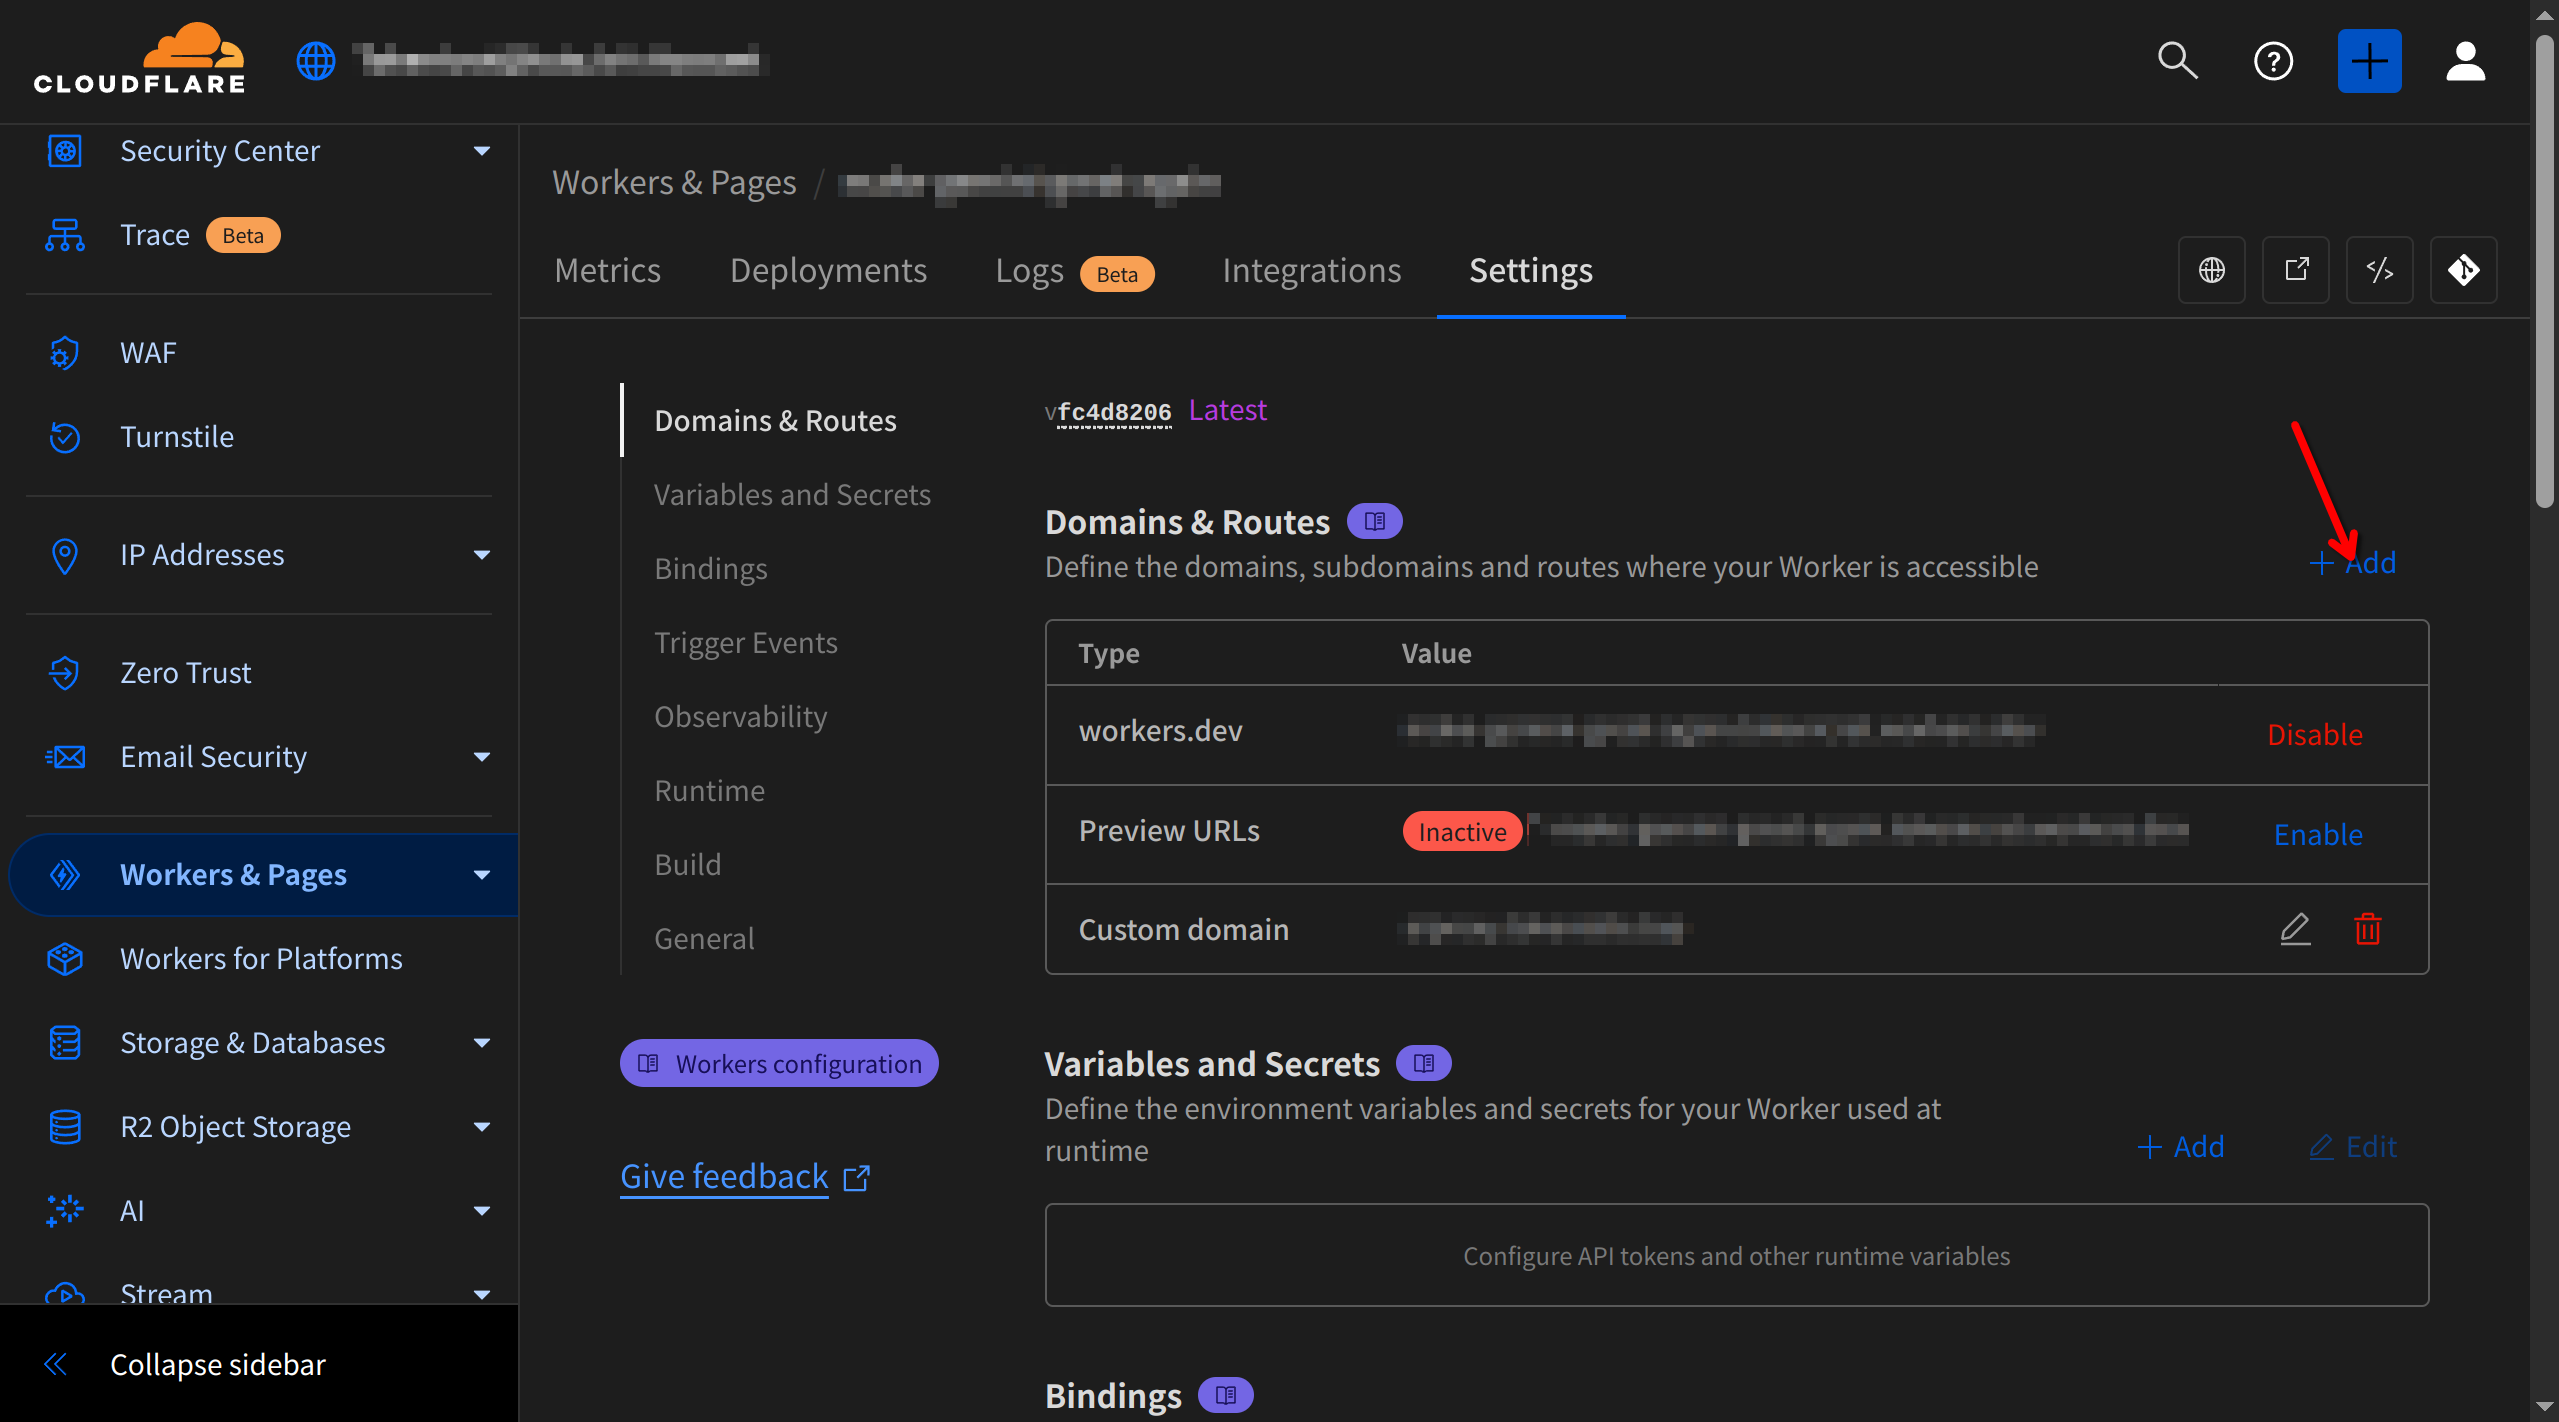 CLOUDFLARE
Security Center
Trace Beta
WAF
Turnstile
IP Addresses
Zero Trust
Email Security
Workers & Pages
Workers for Platforms
Storage & Databases
R2 Object Storage
AI
Stream
Collapse sidebar
Workers & Pages /
Metrics Deployments Logs Beta Integrations Settings
Domains & Routes
Variables and Secrets
Bindings
Trigger Events
Observability
Runtime
Build
General
Workers configuration
Give feedback
vfc4d8206 Latest
Domains & Routes
Define the domains, subdomains and routes where your Worker is accessible
+ Add
Type Value
workers.dev Disable
Preview URLs Inactive Enable
Custom domain
Variables and Secrets
Define the environment variables and secrets for your Worker used at
runtime
+ Add Edit
Configure API tokens and other runtime variables
Bindings